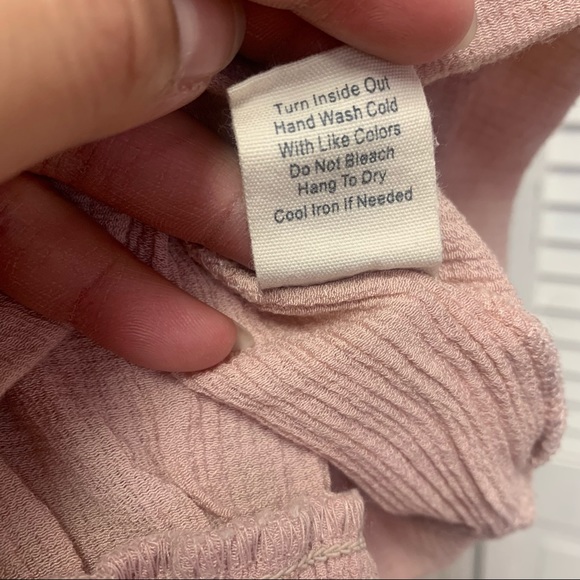 Turn Inside Out
Hand Wash Cold
With Like Colors
Do Not Bleach
Hang To Dry
Cool Iron If Needed